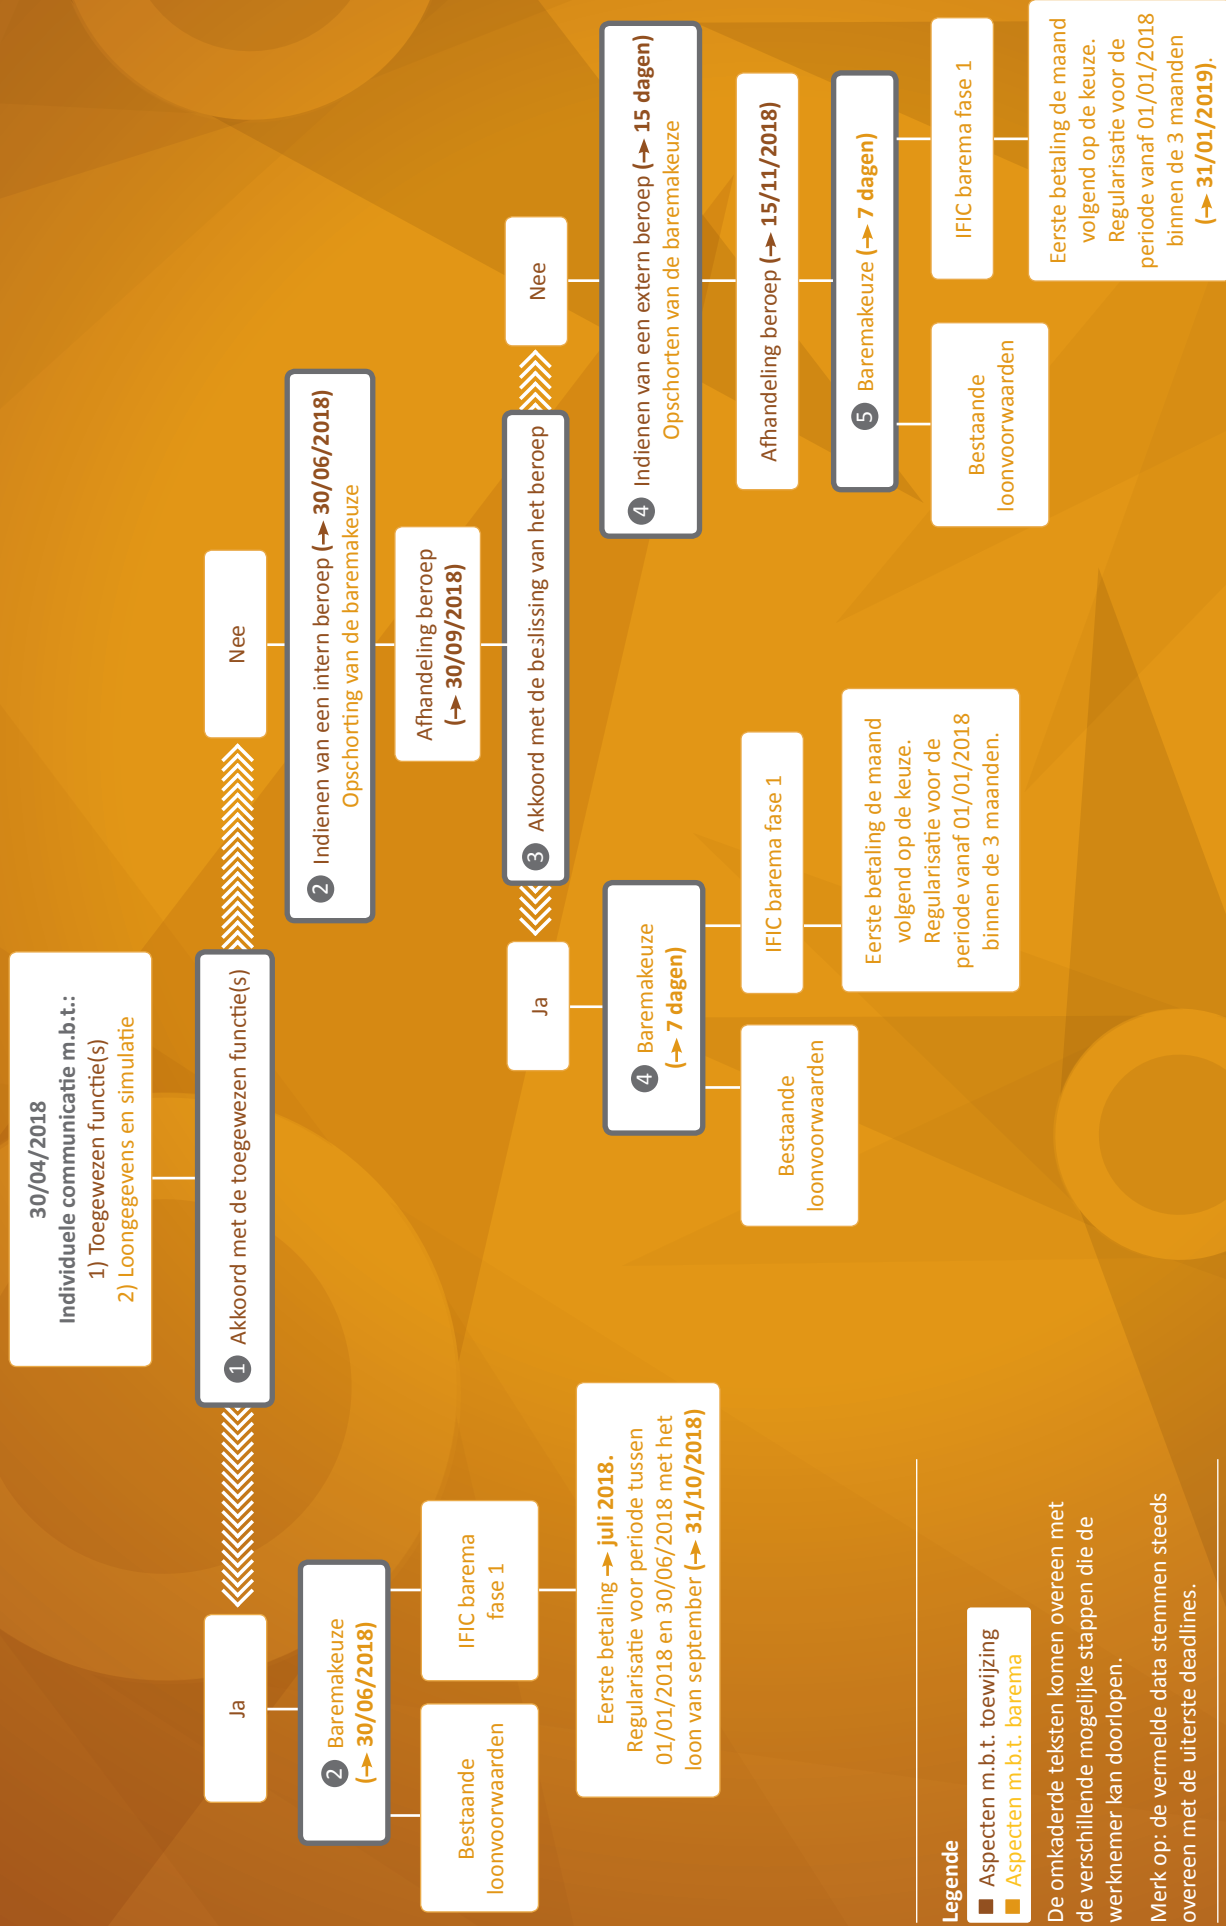 30/04/2018
Individuele communicatie m.b.t.:
1) Toegewezen functie(s)
2) Loongegevens en simulatie
1 Akkoord met de toegewezen functie(s)
Ja
2 Baremakeuze
(→ 30/06/2018)
Bestaande
loonvoorwaarden
IFIC barema
fase 1
Eerste betaling → juli 2018.
Regularisatie voor periode tussen
01/01/2018 en 30/06/2018 met het
loon van september (→ 31/10/2018)
Nee
2 Indienen van een intern beroep (→ 30/06/2018)
Opschorting van de baremakeuze
Afhandeling beroep
(→ 30/09/2018)
3 Akkoord met de beslissing van het beroep
Ja
4 Baremakeuze
(→ 7 dagen)
Bestaande
loonvoorwaarden
IFIC barema fase 1
Eerste betaling de maand
volgend op de keuze.
Regularisatie voor de
periode vanaf 01/01/2018
binnen de 3 maanden.
Nee
4 Indienen van een extern beroep (→ 15 dagen)
Opschorten van de baremakeuze
Afhandeling beroep (→ 15/11/2018)
5 Baremakeuze (→ 7 dagen)
Bestaande
loonvoorwaarden
IFIC barema fase 1
Eerste betaling de maand
volgend op de keuze.
Regularisatie voor de
periode vanaf 01/01/2018
binnen de 3 maanden
(→ 31/01/2019).
Legende
Aspecten m.b.t. toewijzing
Aspecten m.b.t. barema
De omkaderde teksten komen overeen met
de verschillende mogelijke stappen die de
werknemer kan doorlopen.
Merk op: de vermelde data stemmen steeds
overeen met de uiterste deadlines.